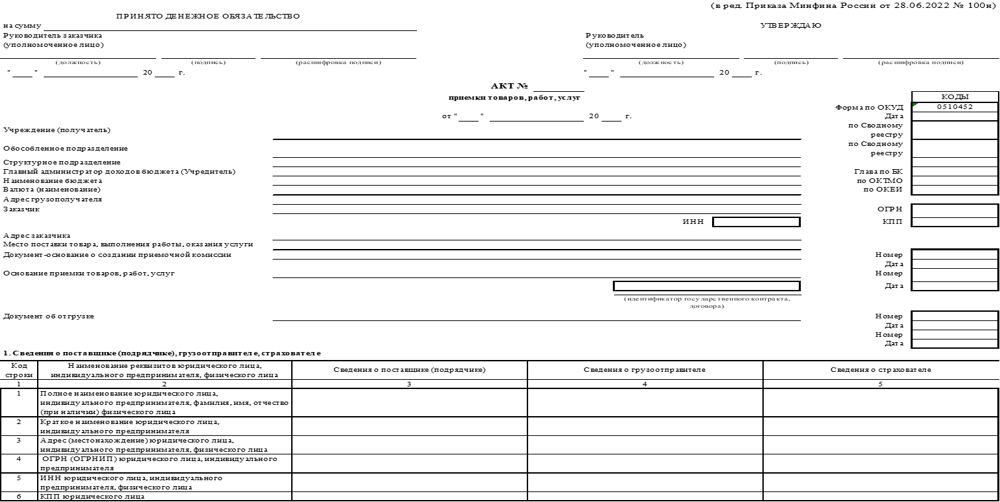 (в ред. Приказа Минфина России от 28.06.2022 № 100н)
ПРИНЯТО ДЕНЕЖНОЕ ОБЯЗАТЕЛЬСТВО
на сумму
УТВЕРЖДАЮ
Руководитель заказчика
(уполномоченное лицо)
Руководитель
(уполномоченное лицо)
(должность) (подпись) (расшифровка подписи)
(должность) (подпись) (расшифровка подписи)
" ____ " ____________ 20 ____ г.
" ____ " ____________ 20 ____ г.
АКТ № ________
приемки товаров, работ, услуг
КОДЫ
Форма по ОКУД 0510452
от " ____ " ____________ 20 ____ г.
Дата
Учреждение (получатель)
по Сводному
реестру
Обособленное подразделение
по Сводному
реестру
Структурное подразделение
Главный администратор доходов бюджета (Учредитель) Глава по БК
Наименование бюджета по ОКТМО
Валюта (наименование) по ОКЕИ
Адрес грузополучателя
Заказчик ОГРН
ИНН КПП
Адрес заказчика
Место поставки товара, выполнения работы, оказания услуги
Документ-основание о создании приемочной комиссии Номер
Дата
Основание приемки товаров, работ, услуг Номер
Дата
(идентификатор государственного контракта,
договора)
Документ об отгрузке Номер
Дата
Номер
Дата
1. Сведения о поставщике (подрядчике), грузоотправителе, страхователе
Код
строки
Наименование реквизитов юридического лица,
индивидуального предпринимателя, физического лица
Сведения о поставщике (подрядчике)
Сведения о грузоотправителе
Сведения о страхователе
1 2 3 4 5
1 Полное наименование юридического лица,
индивидуального предпринимателя, фамилия, имя, отчество
(при наличии) физического лица
2 Краткое наименование юридического лица,
индивидуального предпринимателя
3 Адрес (местонахождение) юридического лица,
индивидуального предпринимателя, физического лица
4 ОГРН (ОГРНИП) юридического лица, индивидуального
предпринимателя
5 ИНН юридического лица, индивидуального
предпринимателя, физического лица
6 КПП юридического лица